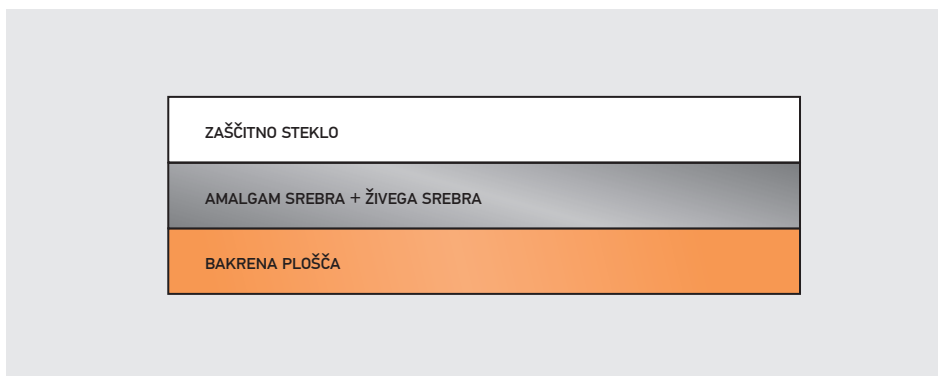 ZAŠČITNO STEKLO
AMALGAM SREBRA + ŽIVEGA SREBRA
BAKRENA PLOŠČA